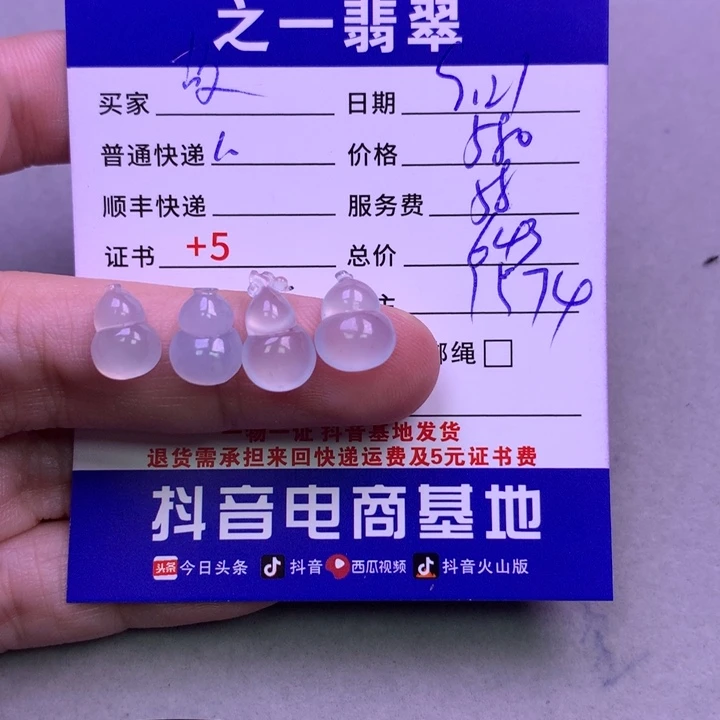 之一翡翠
买家 日期 5.21
普通快递 价格 580
顺丰快递 服务费 58
证书 +5 总价 643
主 1574
绳
一物一证 抖音基地发货
退货需承担来回快递运费及5元证书费
抖音电商基地
头条 今日头条 抖音 西瓜视频 抖音火山版